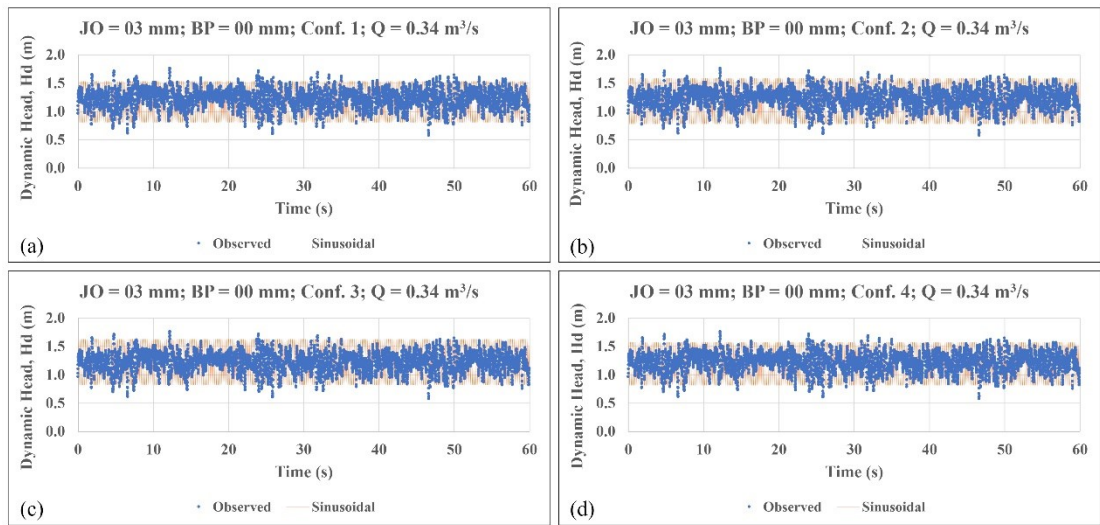 JO = 03 mm; BP = 00 mm; Conf. 1; Q = 0.34 m³/s
Dynamic Head, Hd (m)
2.0
1.5
1.0
0.5
0.0
0 10 20 30 40 50 60
Time (s)
Observed Sinusoidal
(a)
JO = 03 mm; BP = 00 mm; Conf. 2; Q = 0.34 m³/s
Dynamic Head, Hd (m)
2.0
1.5
1.0
0.5
0.0
0 10 20 30 40 50 60
Time (s)
Observed Sinusoidal
(b)
JO = 03 mm; BP = 00 mm; Conf. 3; Q = 0.34 m³/s
Dynamic Head, Hd (m)
2.0
1.5
1.0
0.5
0.0
0 10 20 30 40 50 60
Time (s)
Observed Sinusoidal
(c)
JO = 03 mm; BP = 00 mm; Conf. 4; Q = 0.34 m³/s
Dynamic Head, Hd (m)
2.0
1.5
1.0
0.5
0.0
0 10 20 30 40 50 60
Time (s)
Observed Sinusoidal
(d)